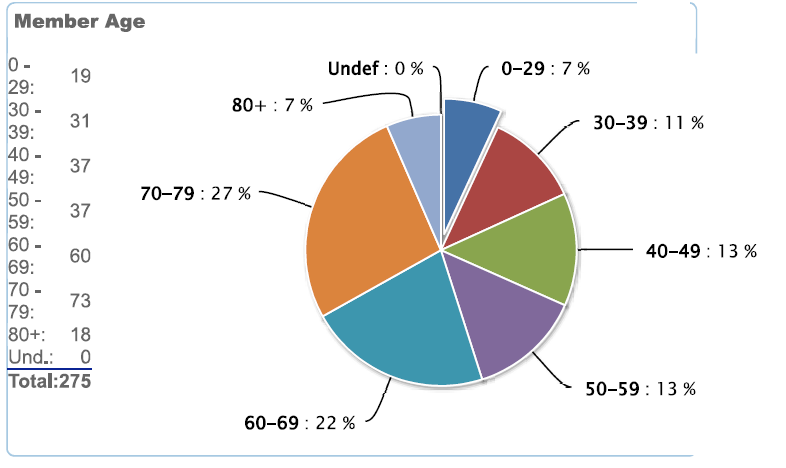 Member Age
0 -
29: 19
30 -
39: 31
40 -
49: 37
50 -
59: 37
60 -
69: 60
70 -
79: 73
80+: 18
Und.: 0
Total:275
Undef : 0 %
0–29 : 7 %
80+ : 7 %
30–39 : 11 %
70–79 : 27 %
40–49 : 13 %
50–59 : 13 %
60–69 : 22 %